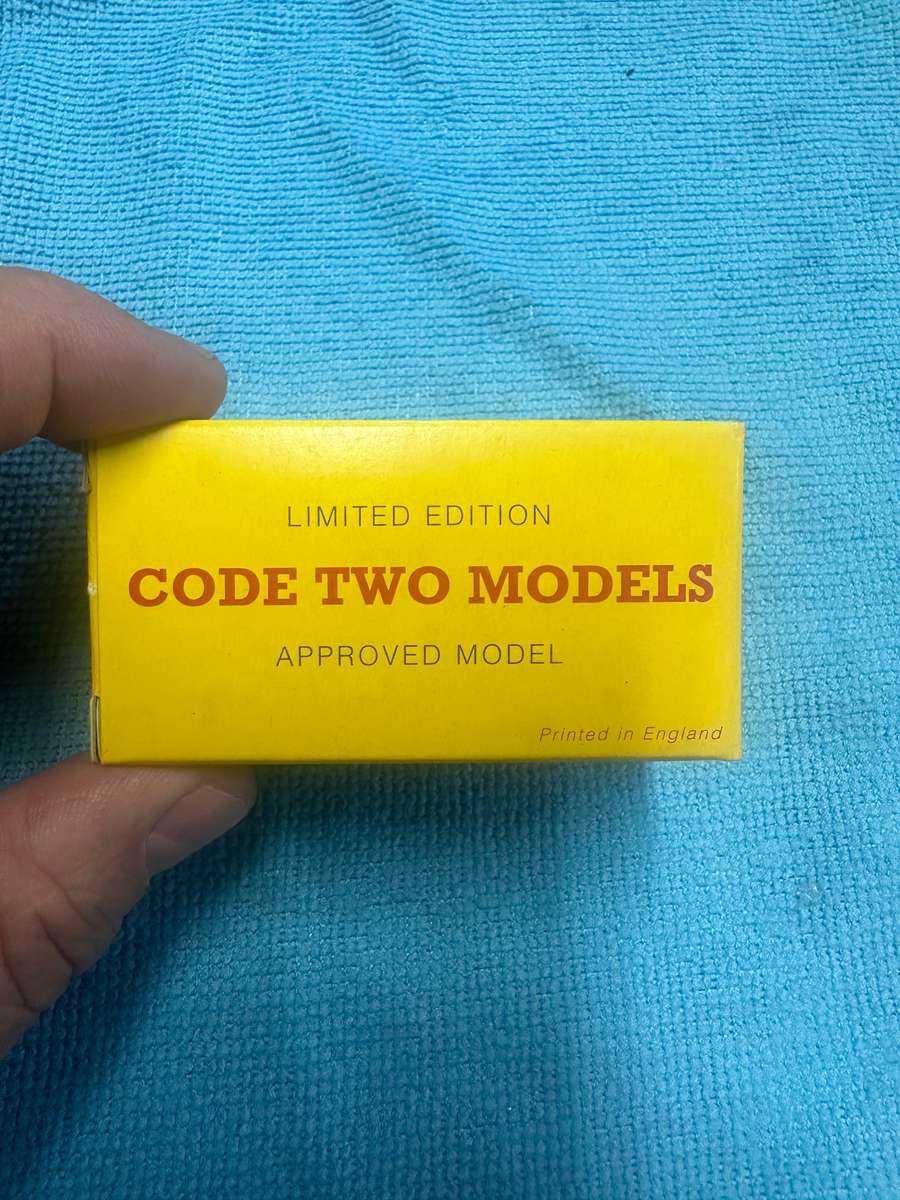 LIMITED EDITION
CODE TWO MODELS
APPROVED MODEL
Printed in England